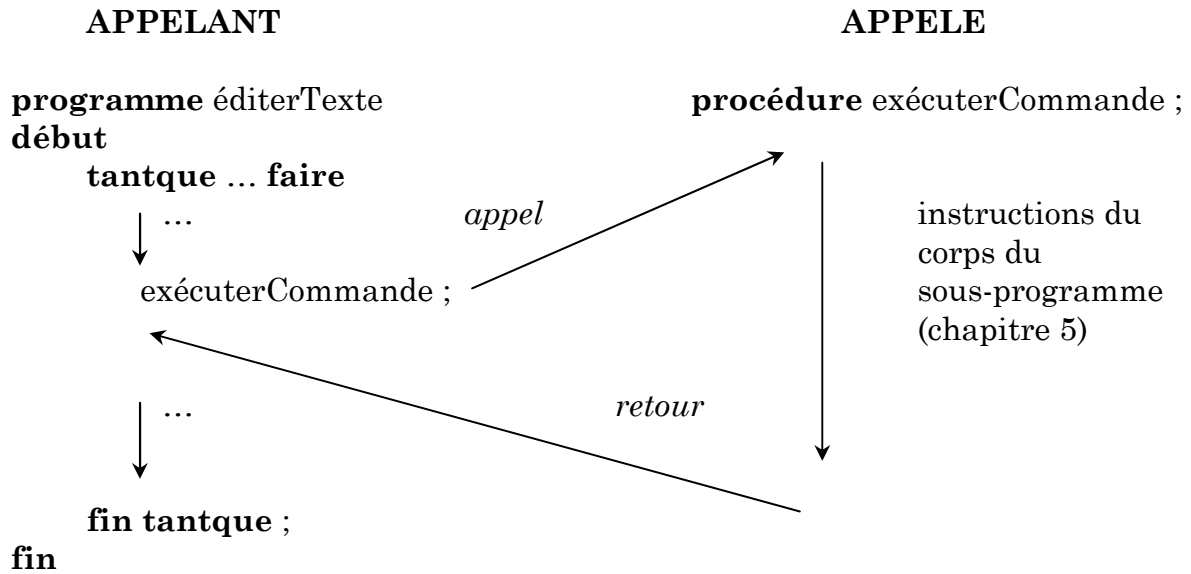 APPELANT
APPELE
programme éditerTexte
procédure exécuterCommande ;
début
tantque … faire
…
appel
instructions du
corps du
sous-programme
(chapitre 5)
exécuterCommande ;
…
retour
fin tantque ;
fin